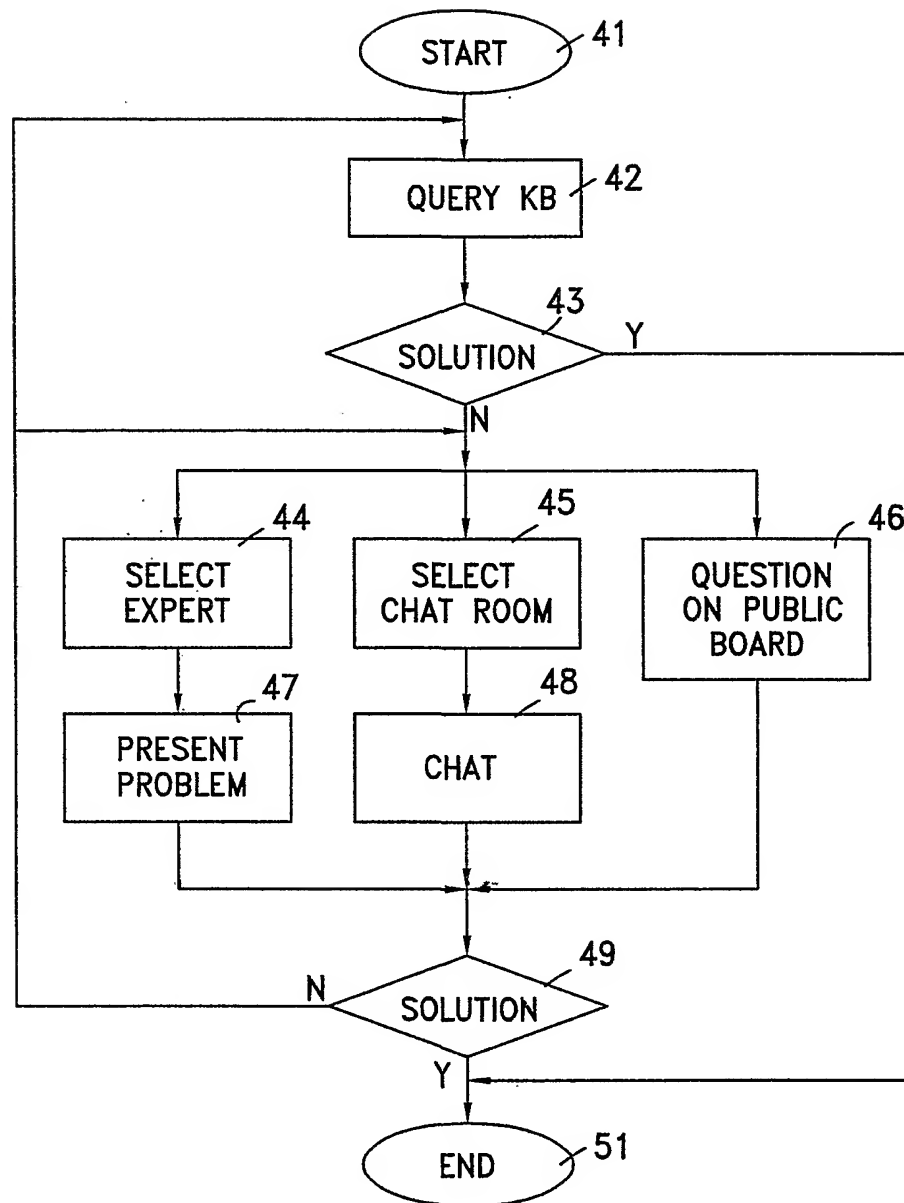 START
41
QUERY KB
42
SOLUTION
43
Y
N
44
SELECT
EXPERT
45
SELECT
CHAT ROOM
46
QUESTION
ON PUBLIC
BOARD
47
PRESENT
PROBLEM
48
CHAT
N
SOLUTION
49
Y
END
51